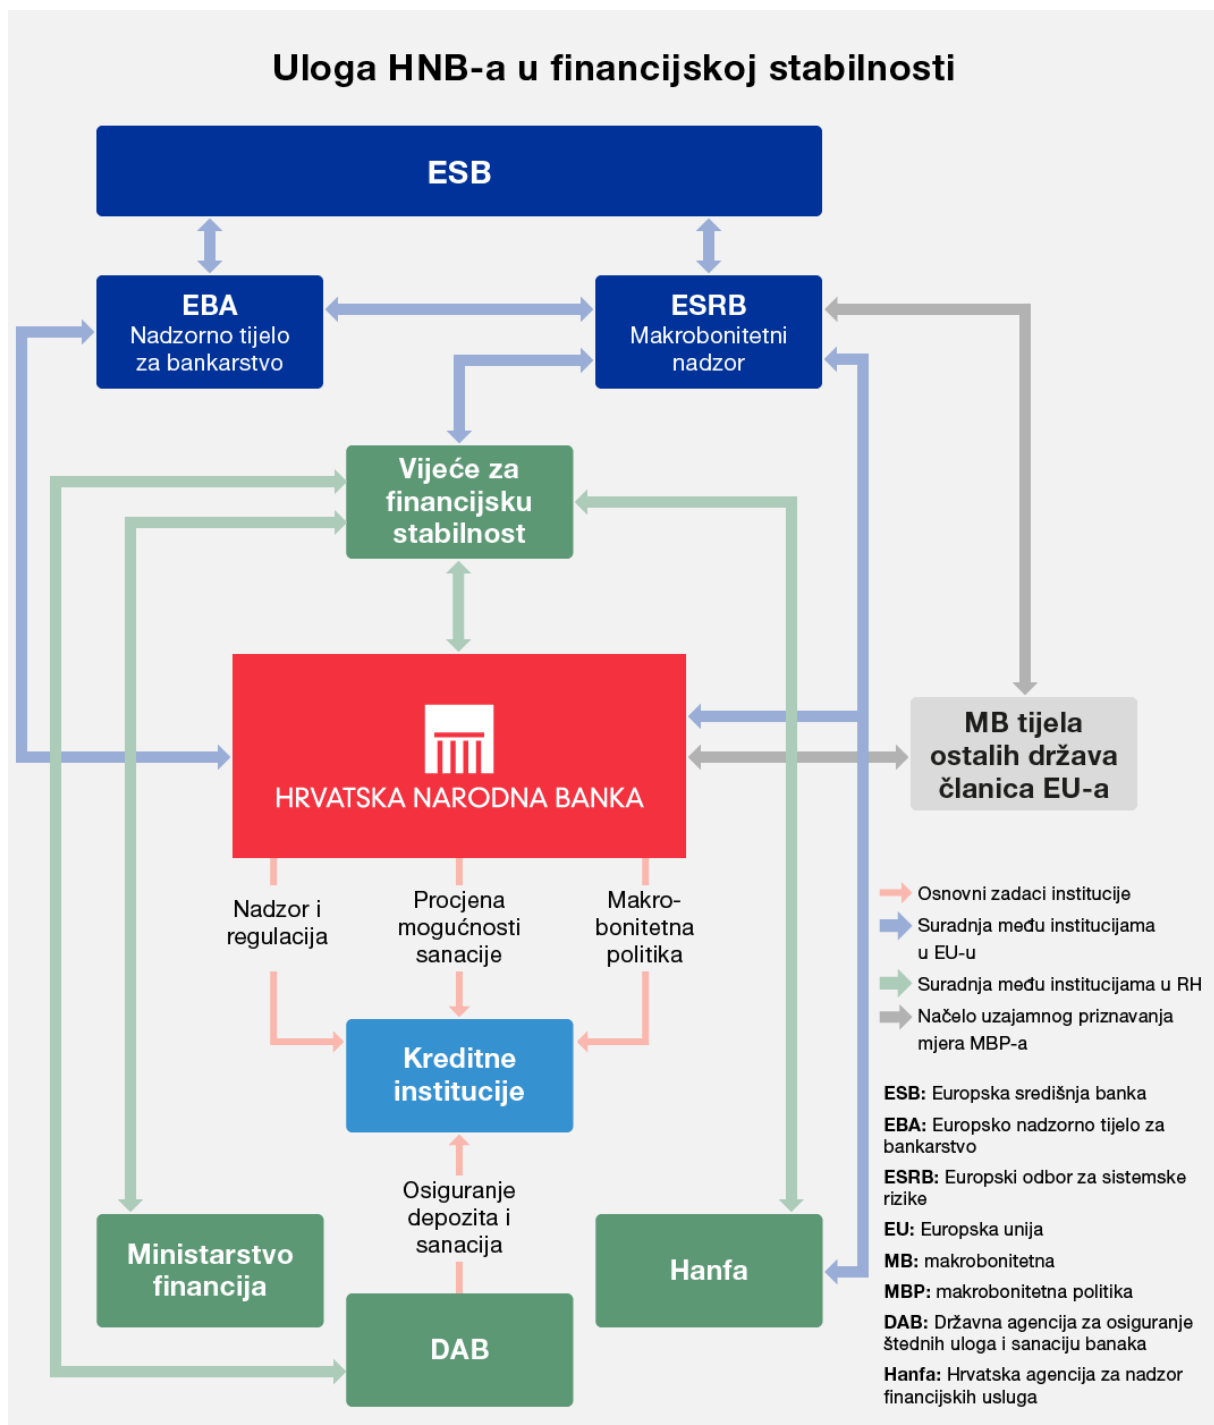 Uloga HNB-a u financijskoj stabilnosti
ESB
EBA
Nadzorno tijelo
za bankarstvo
ESRB
Makrobonitetni
nadzor
Vijeće za
financijsku
stabilnost
HRVATSKA NARODNA BANKA
MB tijela
ostalih država
članica EU-a
Nadzor i
regulacija
Procjena
mogućnosti
sanacije
Makro-
bonitetna
politika
Kreditne
institucije
Osiguranje
depozita i
sanacija
Ministarstvo
financija
DAB
Hanfa
Osnovni zadaci institucije
Suradnja među institucijama
u EU-u
Suradnja među institucijama u RH
Načelo uzajamnog priznavanja
mjera MBP-a
ESB: Europska središnja banka
EBA: Europsko nadzorno tijelo za
bankarstvo
ESRB: Europski odbor za sistemske
rizike
EU: Europska unija
MB: makrobonitetna
MBP: makrobonitetna politika
DAB: Državna agencija za osiguranje
štednih uloga i sanaciju banaka
Hanfa: Hrvatska agencija za nadzor
financijskih usluga